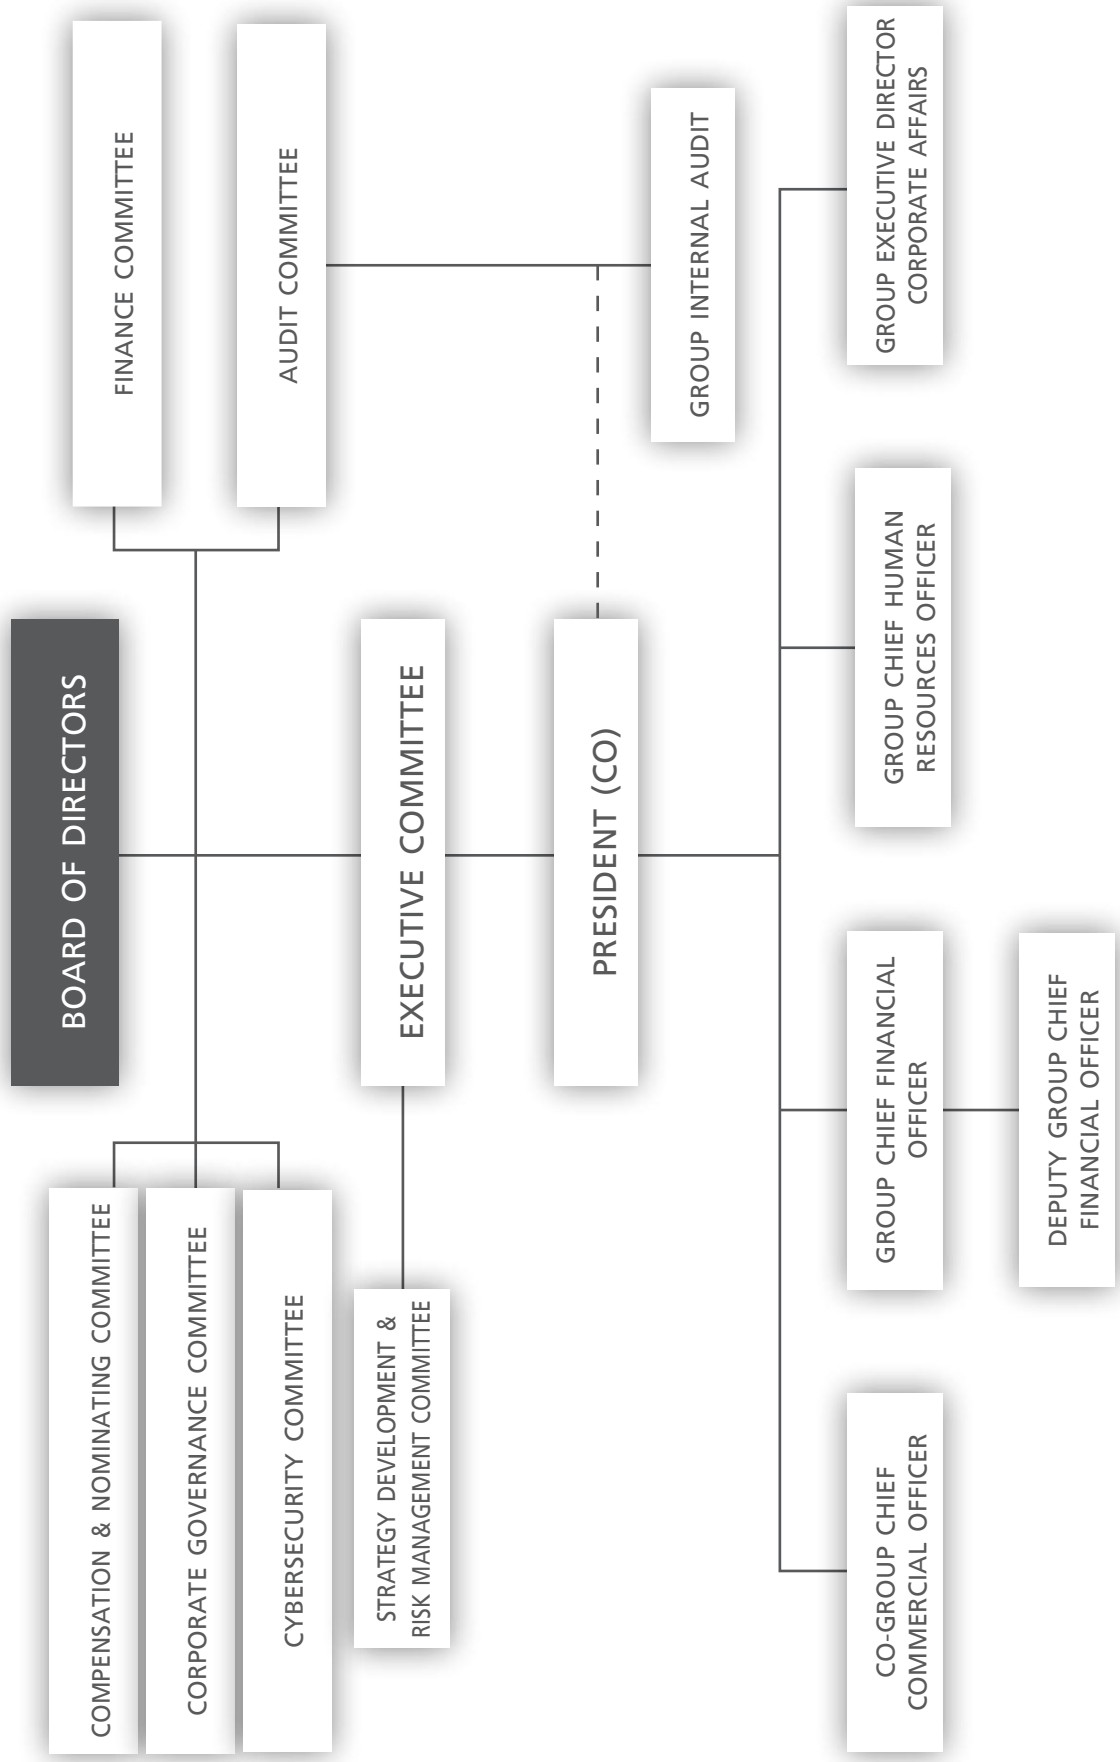 BOARD OF DIRECTORS
COMPENSATION & NOMINATING COMMITTEE
FINANCE COMMITTEE
CORPORATE GOVERNANCE COMMITTEE
CYBERSECURITY COMMITTEE
AUDIT COMMITTEE
EXECUTIVE COMMITTEE
STRATEGY DEVELOPMENT &
RISK MANAGEMENT COMMITTEE
PRESIDENT (CO)
GROUP INTERNAL AUDIT
CO-GROUP CHIEF
COMMERCIAL OFFICER
GROUP CHIEF FINANCIAL
OFFICER
GROUP CHIEF HUMAN
RESOURCES OFFICER
GROUP EXECUTIVE DIRECTOR
CORPORATE AFFAIRS
DEPUTY GROUP CHIEF
FINANCIAL OFFICER